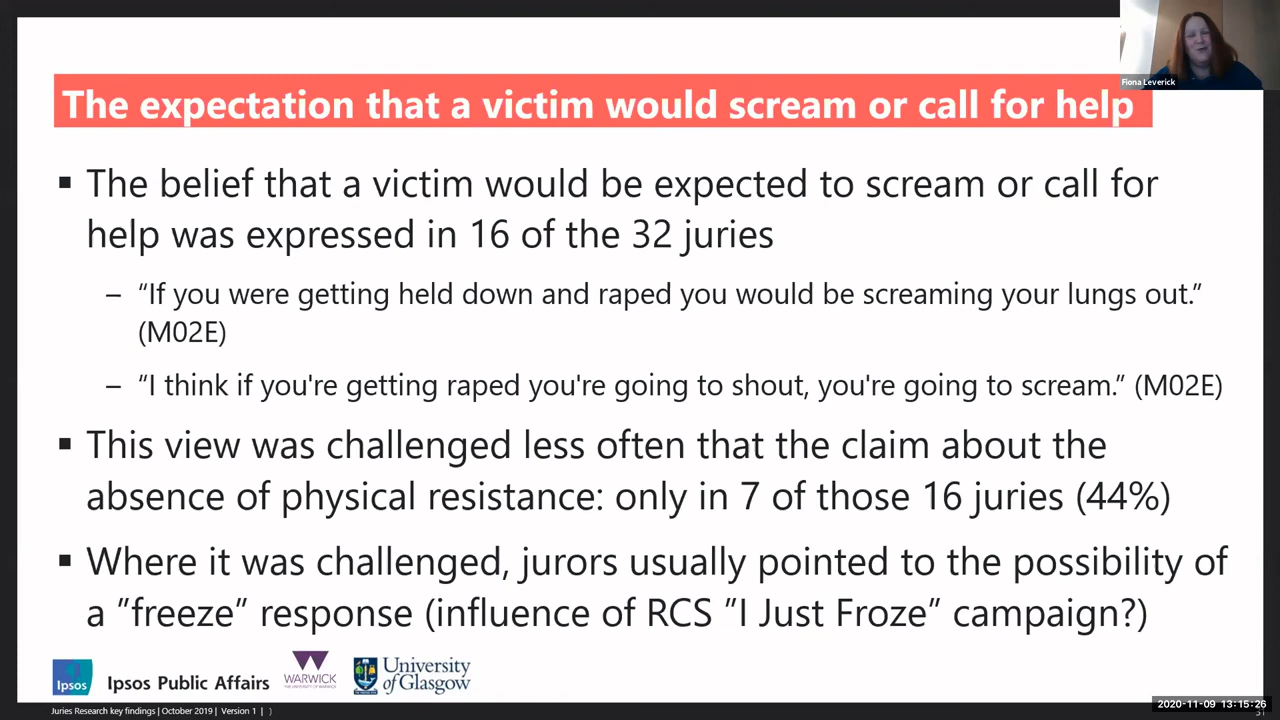 Fiona Leverick
The expectation that a victim would scream or call for help
▪ The belief that a victim would be expected to scream or call for
help was expressed in 16 of the 32 juries
– “If you were getting held down and raped you would be screaming your lungs out.”
(M02E)
– “I think if you're getting raped you're going to shout, you're going to scream.” (M02E)
▪ This view was challenged less often that the claim about the
absence of physical resistance: only in 7 of those 16 juries (44%)
▪ Where it was challenged, jurors usually pointed to the possibility of
a ”freeze” response (influence of RCS ”I Just Froze” campaign?)
Ipsos
Ipsos Public Affairs
WARWICK
THE UNIVERSITY OF WARWICK
University
of Glasgow
Juries Research key findings | October 2019 | Version 1 | )
2020-11-09 13:15:26